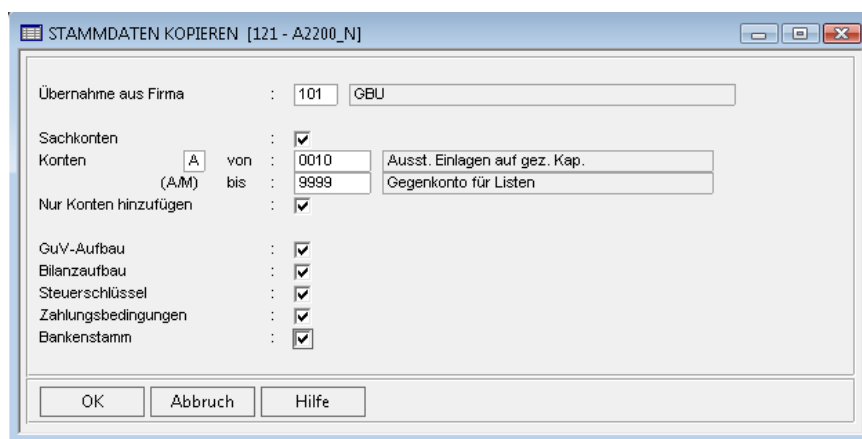 STAMMDATEN KOPIEREN [121 - A2200_N]
Übernahme aus Firma : 101 GBU
Sachkonten :
Konten A von : 0010 Ausst. Einlagen auf gez. Kap.
(A/M) bis : 9999 Gegenkonto für Listen
Nur Konten hinzufügen :
GuV-Aufbau :
Bilanzaufbau :
Steuerschlüssel :
Zahlungsbedingungen :
Bankenstamm :
OK Abbruch Hilfe